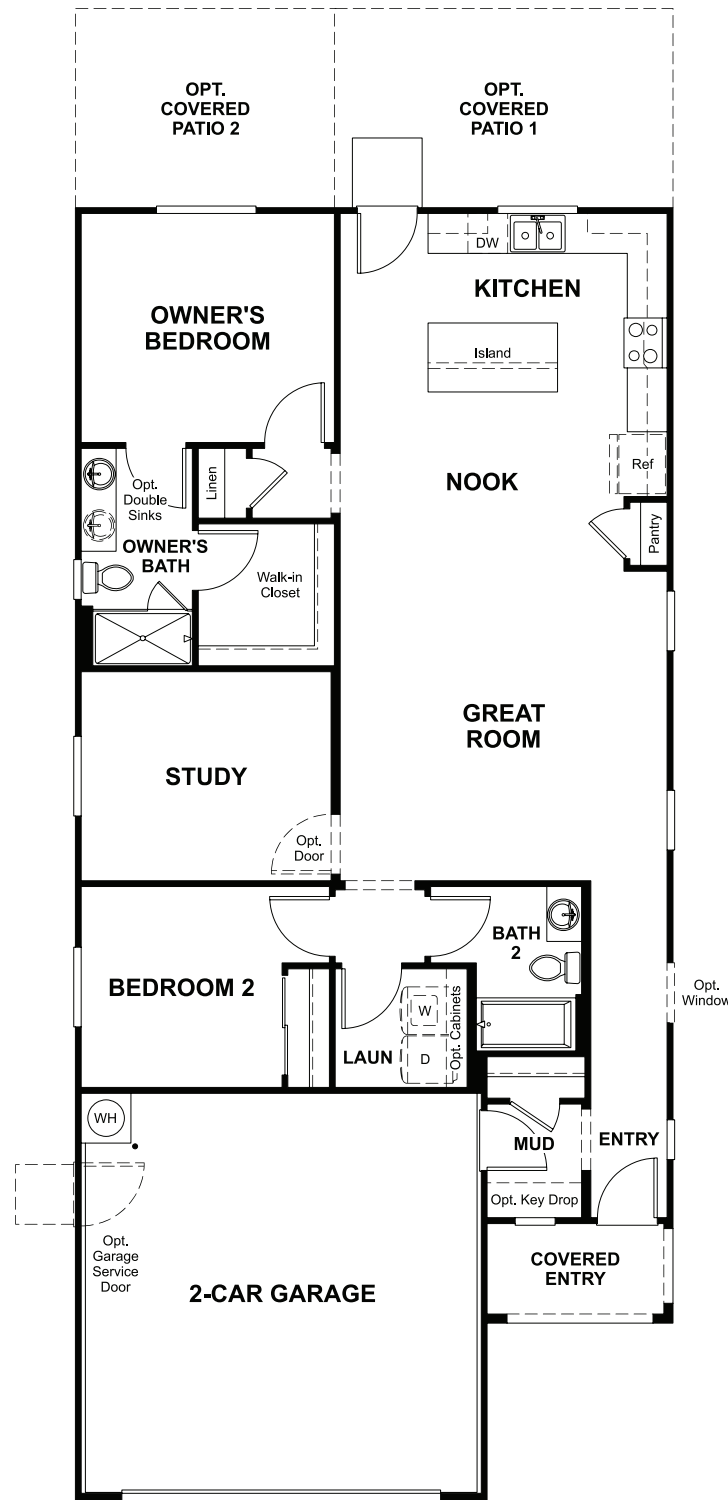 OPT.
COVERED
PATIO 2
OPT.
COVERED
PATIO 1
DW
KITCHEN
OWNER'S
BEDROOM
Island
Ref
NOOK
Linen
Opt.
Double
Sinks
Pantry
OWNER'S
BATH
Walk-in
Closet
GREAT
ROOM
STUDY
Opt.
Door
BATH
2
BEDROOM 2
Opt.
Window
W
Opt. Cabinets
LAUN
D
WH
MUD
ENTRY
Opt. Key Drop
Opt.
Garage
Service
Door
COVERED
ENTRY
2-CAR GARAGE